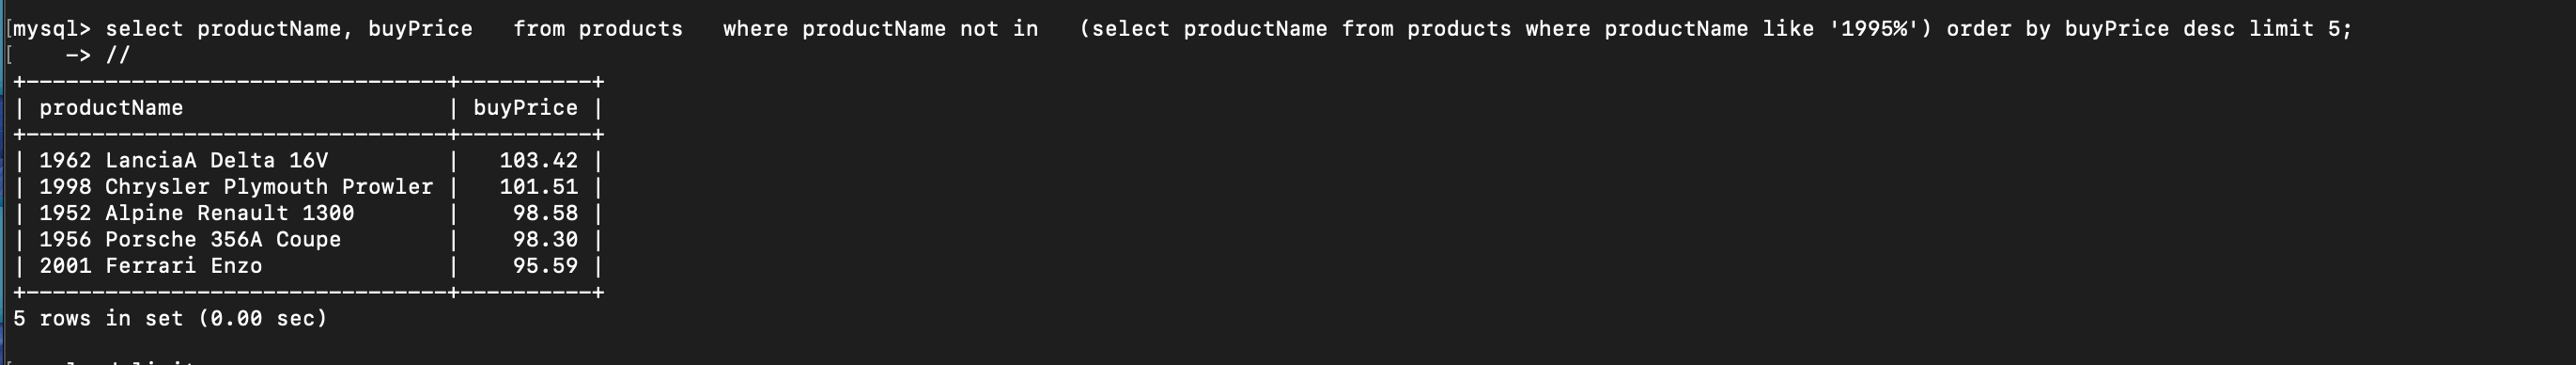 mysql> select productName, buyPrice   from products   where productName not in   (select productName from products where productName like '1995%') order by buyPrice desc limit 5;
    -> //
+--------------------------------+----------+
| productName                    | buyPrice |
+--------------------------------+----------+
| 1962 LanciaA Delta 16V         |   103.42 |
| 1998 Chrysler Plymouth Prowler |   101.51 |
| 1952 Alpine Renault 1300       |    98.58 |
| 1956 Porsche 356A Coupe        |    98.30 |
| 2001 Ferrari Enzo              |    95.59 |
+--------------------------------+----------+
5 rows in set (0.00 sec)